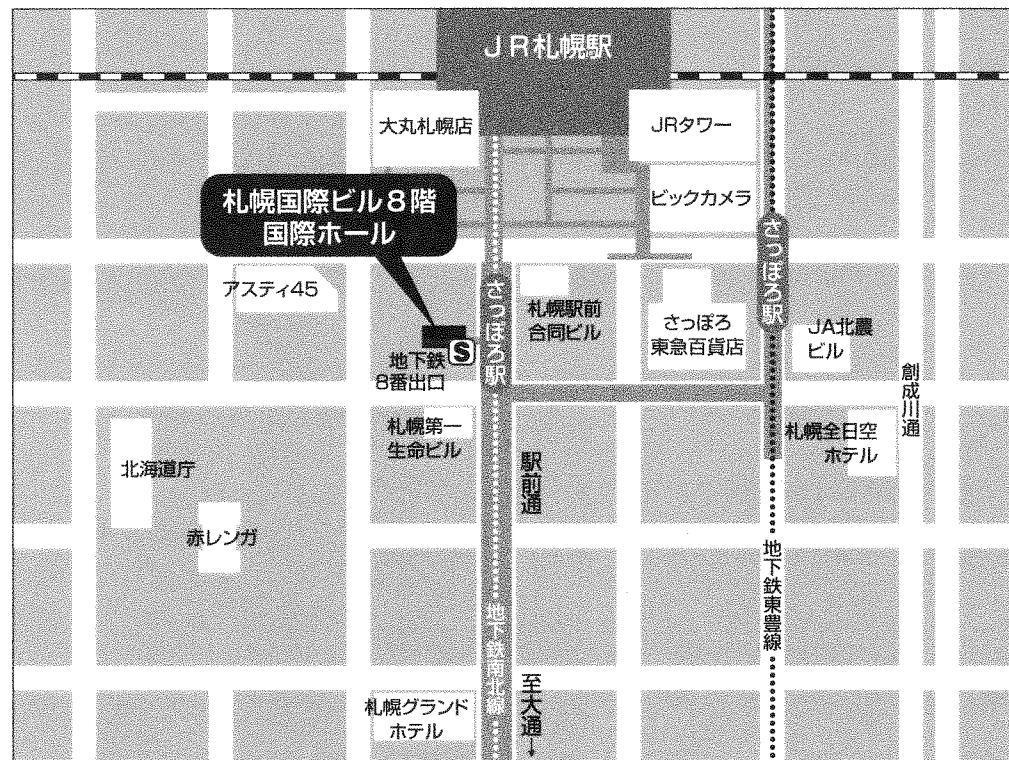 JR札幌駅
大丸札幌店
JRタワー
ビックカメラ
札幌国際ビル8階
国際ホール
さっぽろ駅
アスティ45
さっぽろ駅
札幌駅前
合同ビル
さっぽろ
東急百貨店
JA北農
ビル
S
地下鉄
8番出口
創成川通
札幌第一
生命ビル
札幌全日空
ホテル
北海道庁
駅前通
赤レンガ
地下鉄東豊線
地下鉄南北線
至大通→
札幌グランド
ホテル